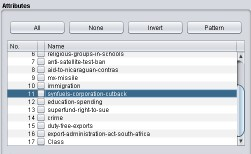 Attributes
All None Invert Pattern
No. Name
6 religious-groups-in-schools
7 anti-satellite-test-ban
8 aid-to-nicaraguan-contras
9 mx-missile
10 immigration
11 synfuels-corporation-cutback
12 education-spending
13 superfund-right-to-sue
14 crime
15 duty-free-exports
16 export-administration-act-south-africa
17 Class